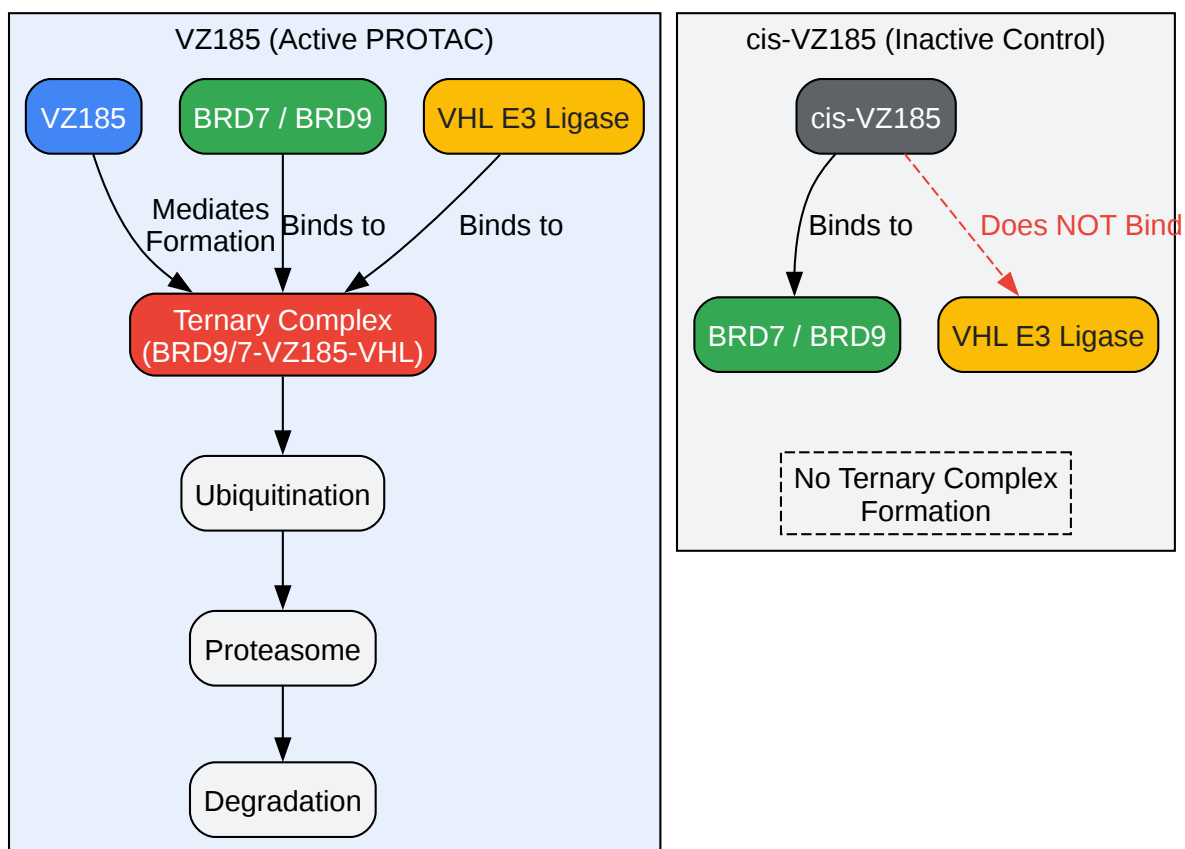 VZ185 (Active PROTAC)
VZ185
BRD7 / BRD9
VHL E3 Ligase
Mediates
Formation
Binds to
Binds to
Ternary Complex
(BRD9/7-VZ185-VHL)
Ubiquitination
Proteasome
Degradation
cis-VZ185 (Inactive Control)
cis-VZ185
Binds to
Does NOT Bind
BRD7 / BRD9
VHL E3 Ligase
No Ternary Complex
Formation